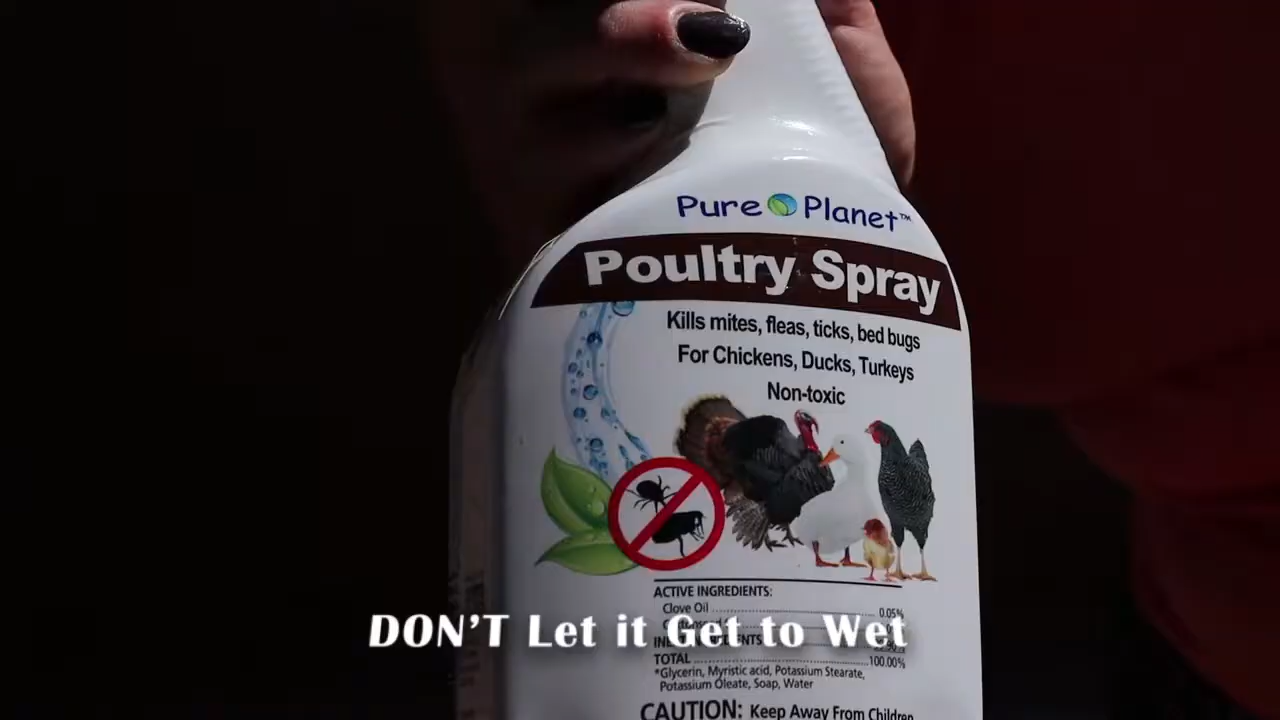 Pure Planet™
Poultry Spray
Kills mites, fleas, ticks, bed bugs
For Chickens, Ducks, Turkeys
Non-toxic
ACTIVE INGREDIENTS:
Clove Oil 0.05%
DON'T Let it Get to Wet
TOTAL 100.00%
*Glycerin, Myristic acid, Potassium Stearate,
Potassium Oleate, Soap, Water
CAUTION: Keep Away From Children